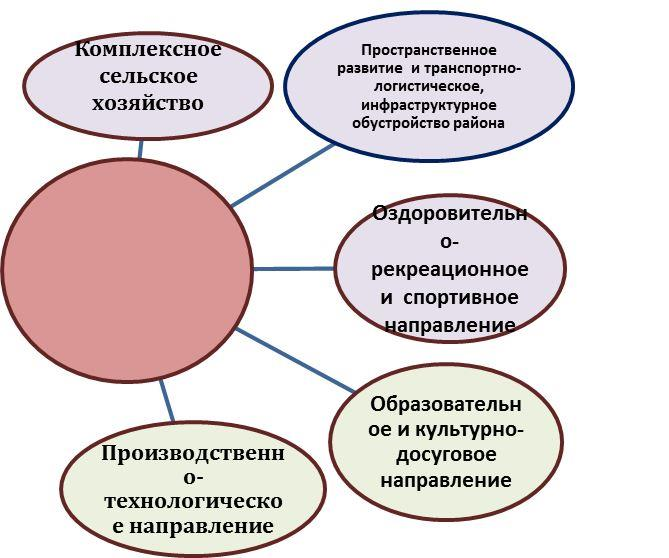 Комплексное
сельское
хозяйство
Пространственное
развитие и транспортно-
логистическое,
инфраструктурное
обустройство района
Оздоровительн
о-
рекреационное
и спортивное
направление
Образовательн
ое и культурно-
досуговое
направление
Производственн
о-
технологическо
е направление